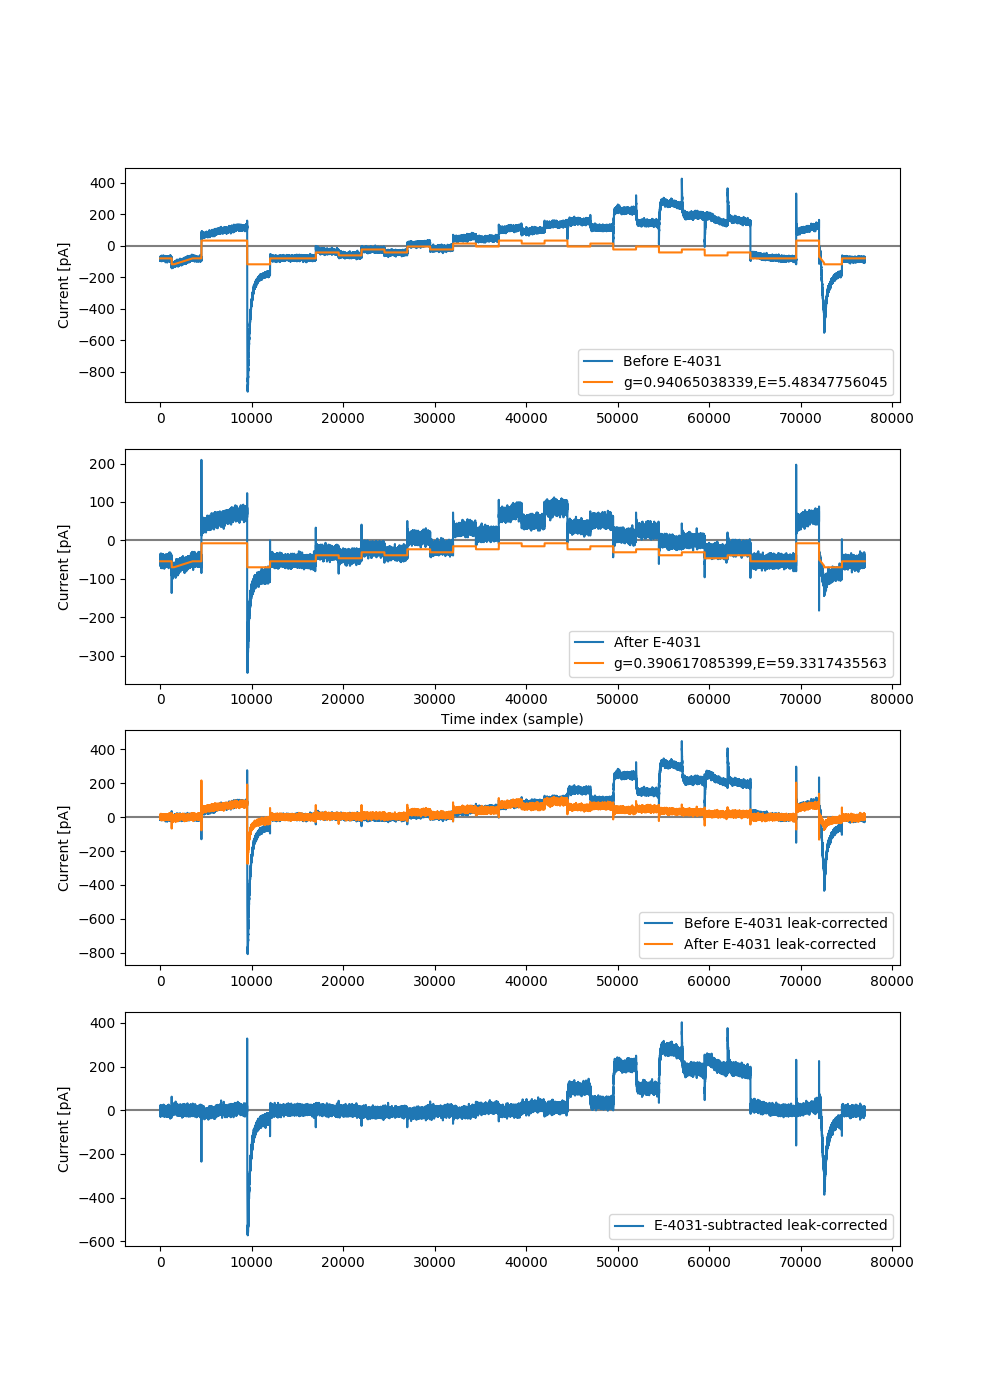 400
200
0
−200
−400
−600
−800
Current [pA]
Before E-4031
g=0.94065038339,E=5.48347756045
0 10000 20000 30000 40000 50000 60000 70000 80000
200
100
0
−100
−200
−300
Current [pA]
After E-4031
g=0.390617085399,E=59.3317435563
0 10000 20000 30000 40000 50000 60000 70000 80000
Time index (sample)
400
200
0
−200
−400
−600
−800
Current [pA]
Before E-4031 leak-corrected
After E-4031 leak-corrected
0 10000 20000 30000 40000 50000 60000 70000 80000
400
200
0
−200
−400
−600
Current [pA]
E-4031-subtracted leak-corrected
0 10000 20000 30000 40000 50000 60000 70000 80000